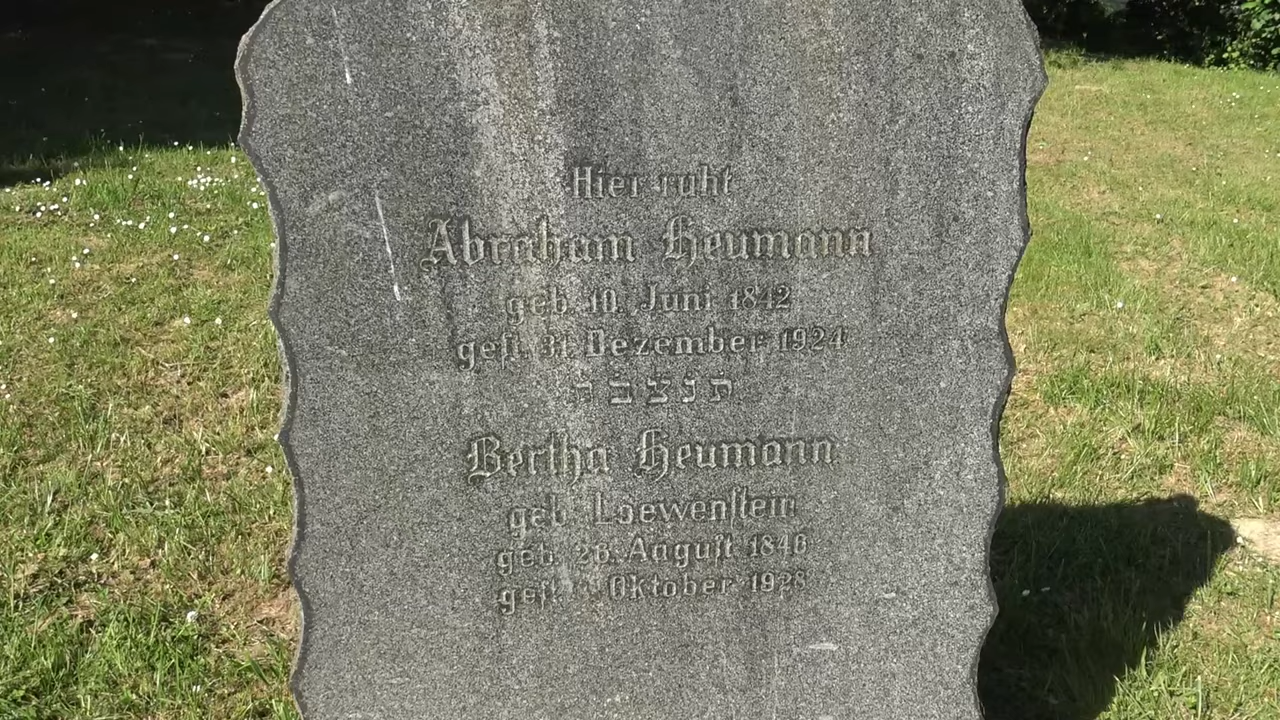 Hier ruht
Abraham Heumann
geb. 10. Juni 1842
gest. 31. Dezember 1924
ת נ צ ב ה
Bertha Heumann
geb. Loewenstein
geb. 26. August 1846
gest. Oktober 1928